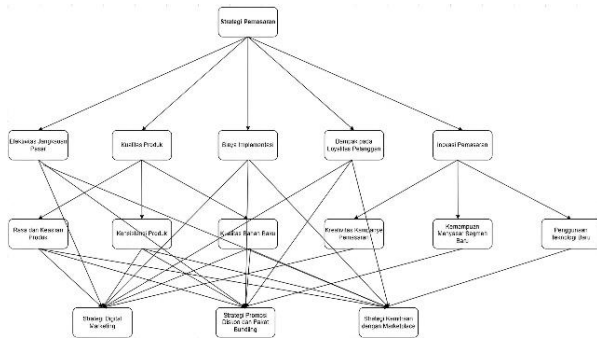 Strategi Pemasaran
Efektivitas Jangkauan
Pasar
Kualitas Produk
Biaya Implementasi
Dampak pada
Loyalitas Pelanggan
Inovasi Pemasaran
Rasa dan Keaslian
Produk
Konsistensi Produk
Kualitas Bahan Baku
Kreativitas Kampanye
Pemasaran
Kemampuan
Menyasar Segmen
Baru
Penggunaan
Teknologi Baru
Strategi Digital
Marketing
Strategi Promosi
Diskon dan Paket
Bundling
Strategi Kemitraan
dengan Marketplace